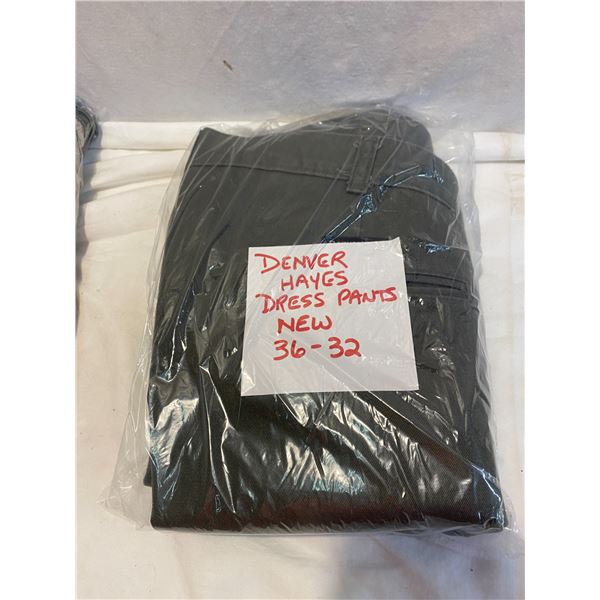 DENVER
HAYES
DRESS PANTS
NEW
36-32